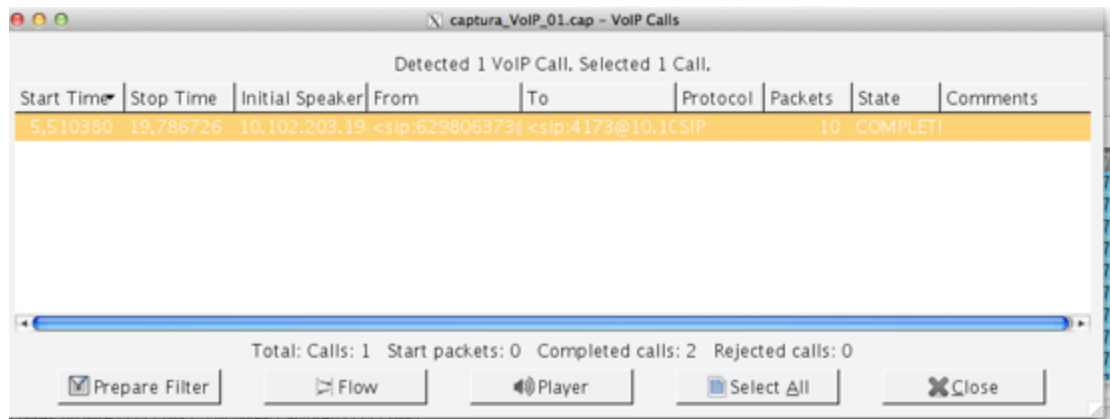 captura_VoIP_01.cap – VoIP Calls
Detected 1 VoIP Call. Selected 1 Call.
Start Time Stop Time Initial Speaker From To Protocol Packets State Comments
5,510380 19,786726 10.102.203.19 <sip:629806373@ <sip:4173@10.10 SIP 10 COMPLETI
Total: Calls: 1 Start packets: 0 Completed calls: 2 Rejected calls: 0
Prepare Filter Flow Player Select All Close